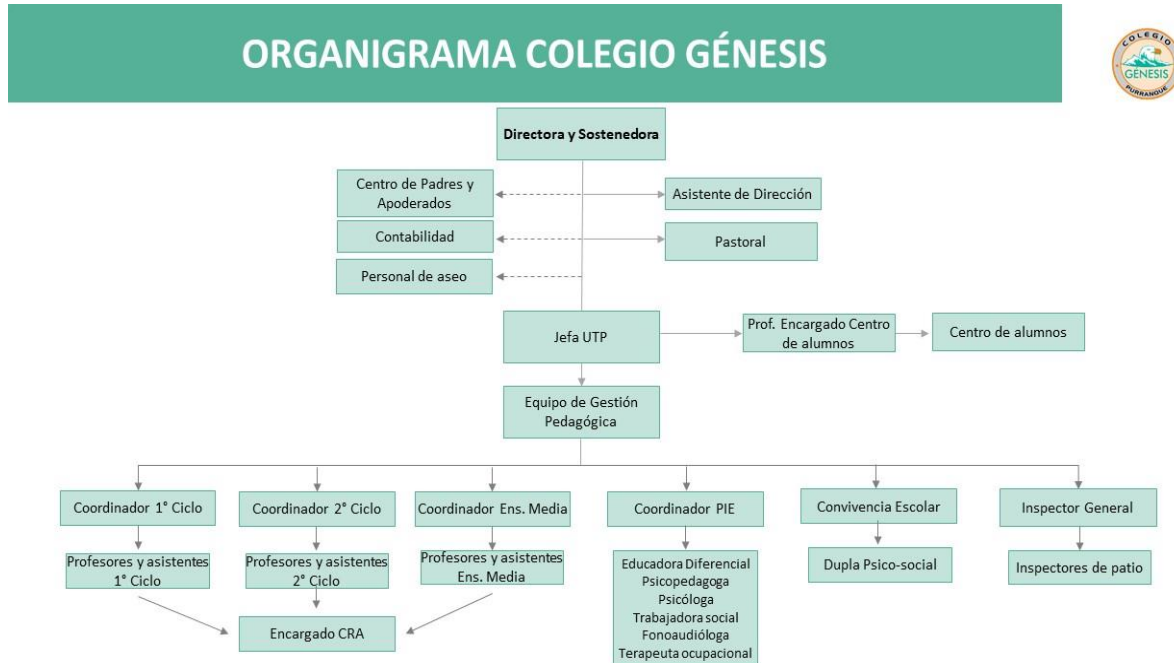 ORGANIGRAMA COLEGIO GÉNESIS
COLEGIO
GÉNESIS
PURRANQUE
Directora y Sostenedora
Centro de Padres y
Apoderados
Asistente de Dirección
Contabilidad
Pastoral
Personal de aseo
Jefa UTP
Prof. Encargado Centro
de alumnos
Centro de alumnos
Equipo de Gestión
Pedagógica
Coordinador 1° Ciclo
Coordinador 2° Ciclo
Coordinador Ens. Media
Coordinador PIE
Convivencia Escolar
Inspector General
Profesores y asistentes
1° Ciclo
Profesores y asistentes
2° Ciclo
Profesores y asistentes
Ens. Media
Educadora Diferencial
Psicopedagoga
Psicóloga
Trabajadora social
Fonoaudióloga
Terapeuta ocupacional
Dupla Psico-social
Inspectores de patio
Encargado CRA